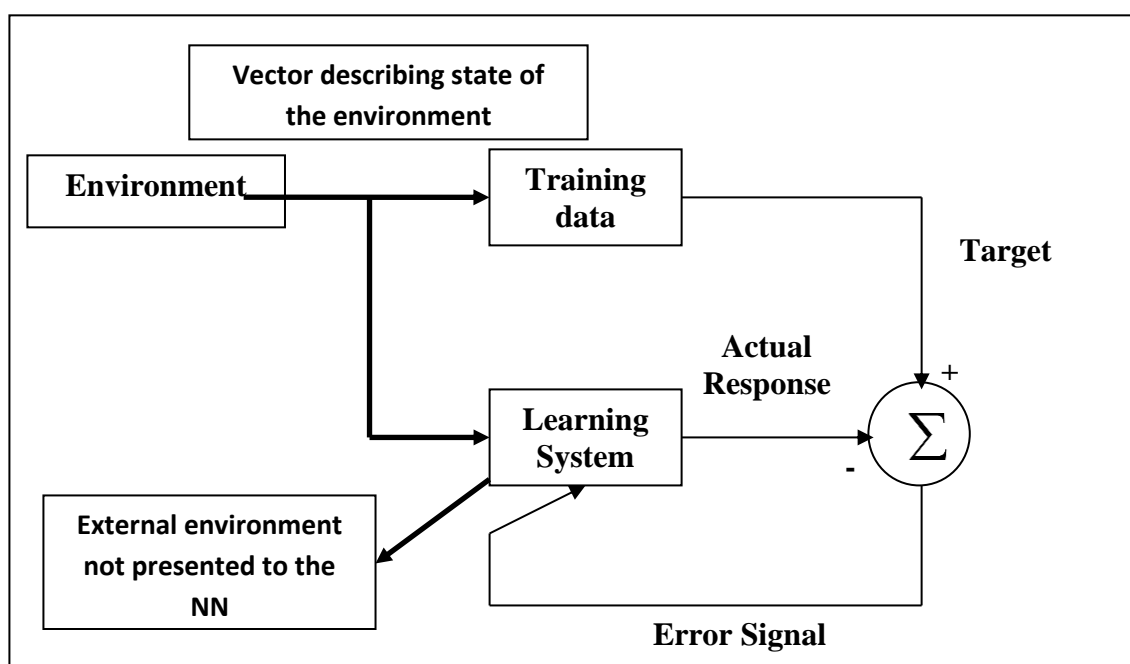 Vector describing state of
the environment
Environment
Training
data
Target
Actual
Response
+
Learning
System
Σ
-
External environment
not presented to the
NN
Error Signal